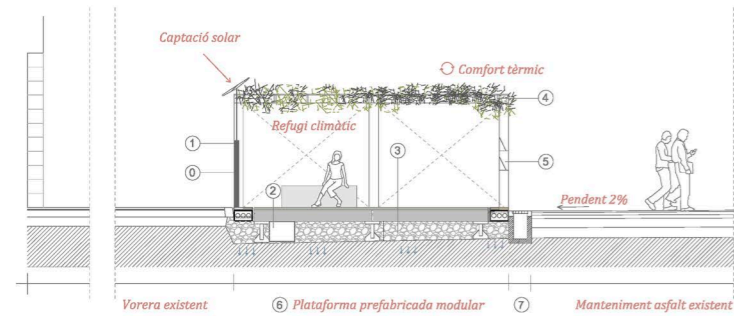 Captació solar
Comfort tèrmic
4
Refugi climàtic
1
3
5
0
2
Pendent 2%
Vorera existent
6 Plataforma prefabricada modular
7
Manteniment asfalt existent